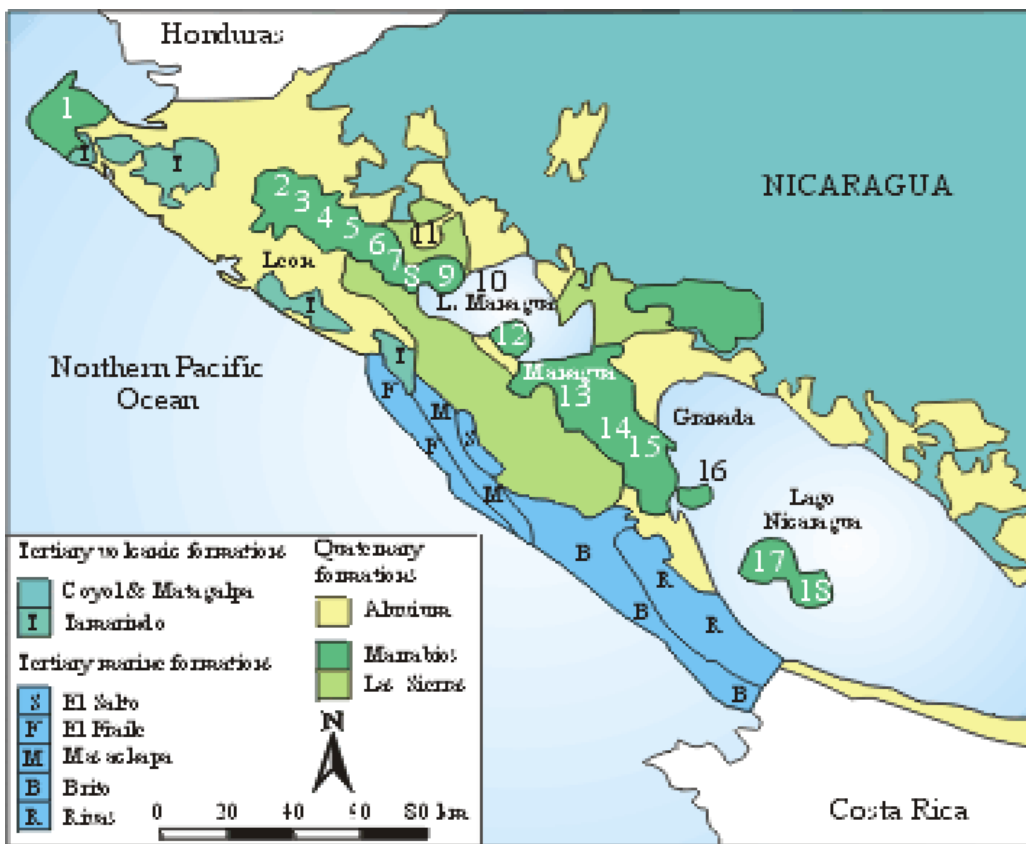 Honduras
1
I
I
I
NICARAGUA
2
3
4
5
6
7
8
9
10
11
Leon
L. Managua
I
12
I
Managua
13
14
15
Northern Pacific
Ocean
F
M
S
F
M
Granada
16
Lago
Nicaragua
17
18
B
R
B
R
B
Tertiary volcanic formations
Coyol & Matagalpa
I Tamarindo
Tertiary marine formations
S El Salto
F El Fraile
M Masachapa
B Brito
R Rivas
Quaternary
formations
Alluvium
Marrabios
Las Sierras
N
0 20 40 60 80 km
Costa Rica